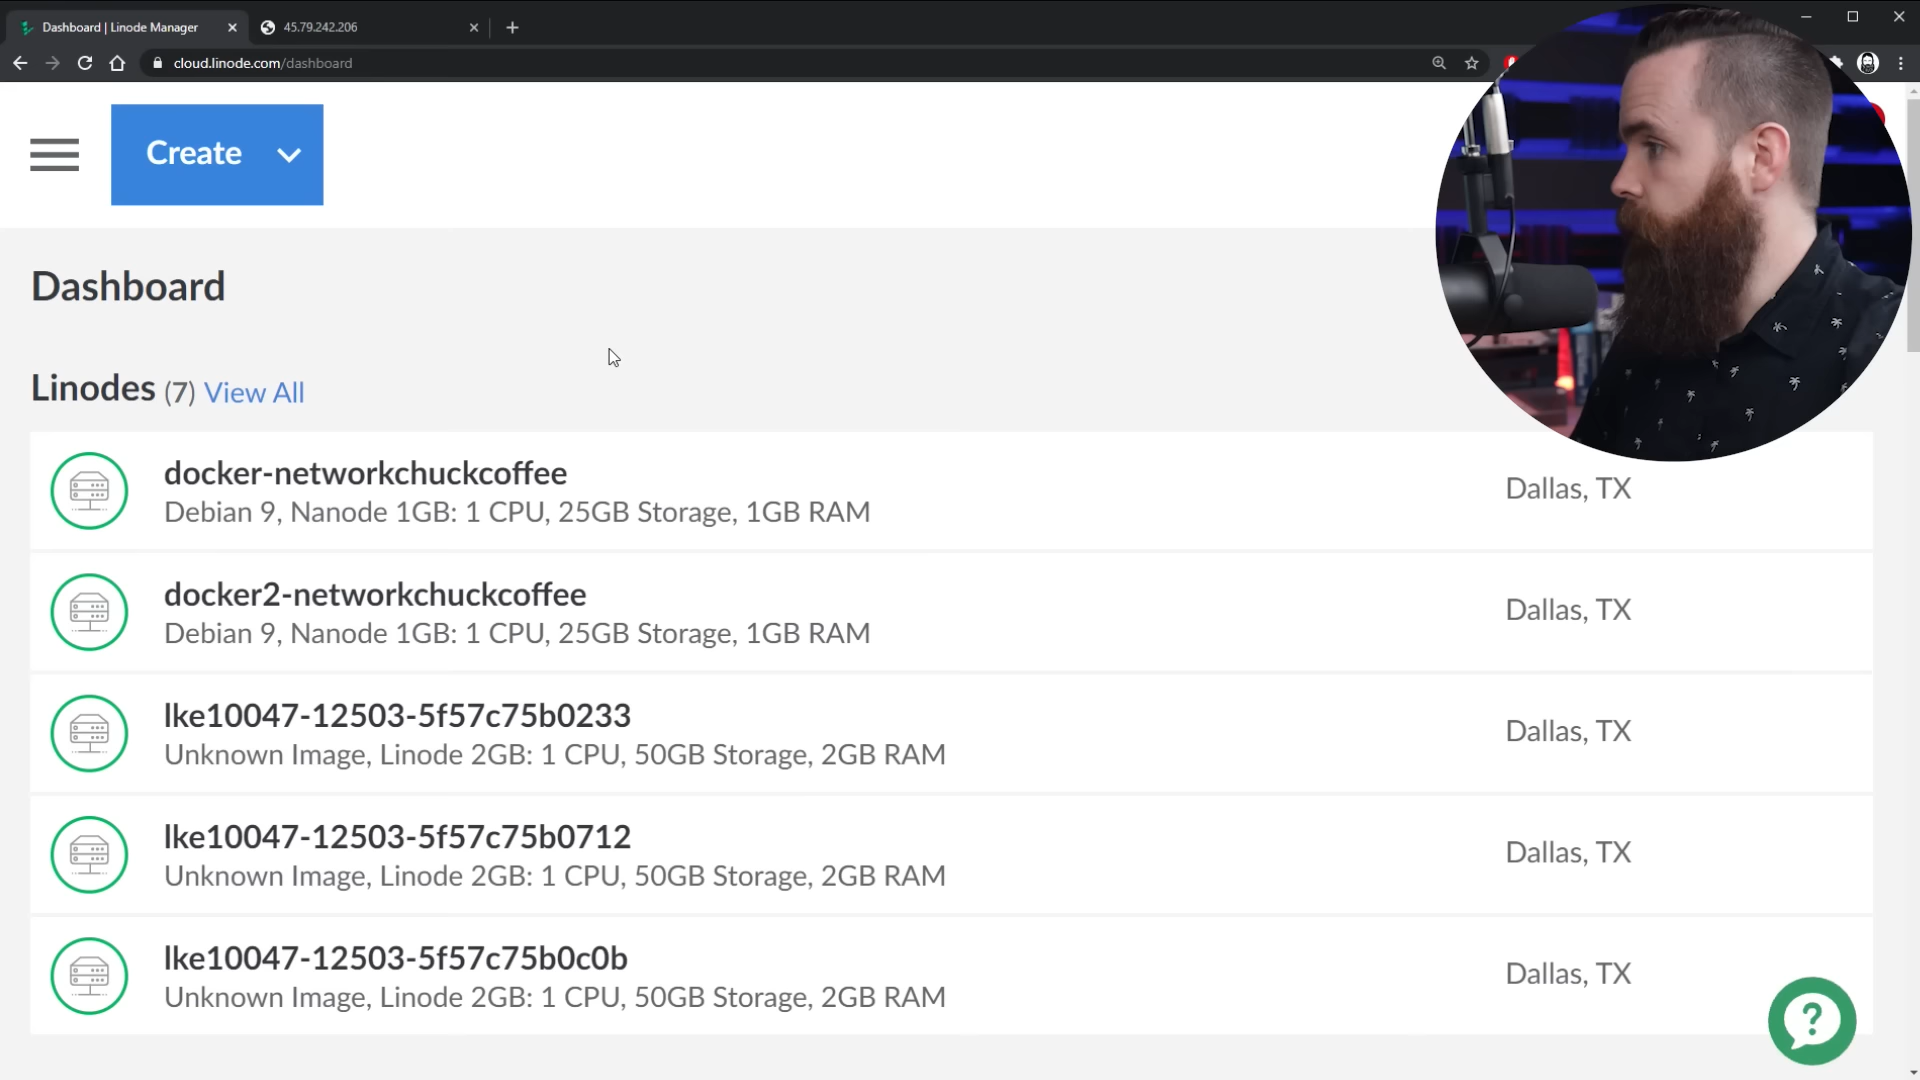 Dashboard | Linode Manager
45.79.242.206
cloud.linode.com/dashboard
Create
Dashboard
Linodes (7) View All
docker-networkchuckcoffee
Debian 9, Nanode 1GB: 1 CPU, 25GB Storage, 1GB RAM
Dallas, TX
docker2-networkchuckcoffee
Debian 9, Nanode 1GB: 1 CPU, 25GB Storage, 1GB RAM
Dallas, TX
lke10047-12503-5f57c75b0233
Unknown Image, Linode 2GB: 1 CPU, 50GB Storage, 2GB RAM
Dallas, TX
lke10047-12503-5f57c75b0712
Unknown Image, Linode 2GB: 1 CPU, 50GB Storage, 2GB RAM
Dallas, TX
lke10047-12503-5f57c75b0c0b
Unknown Image, Linode 2GB: 1 CPU, 50GB Storage, 2GB RAM
Dallas, TX
?